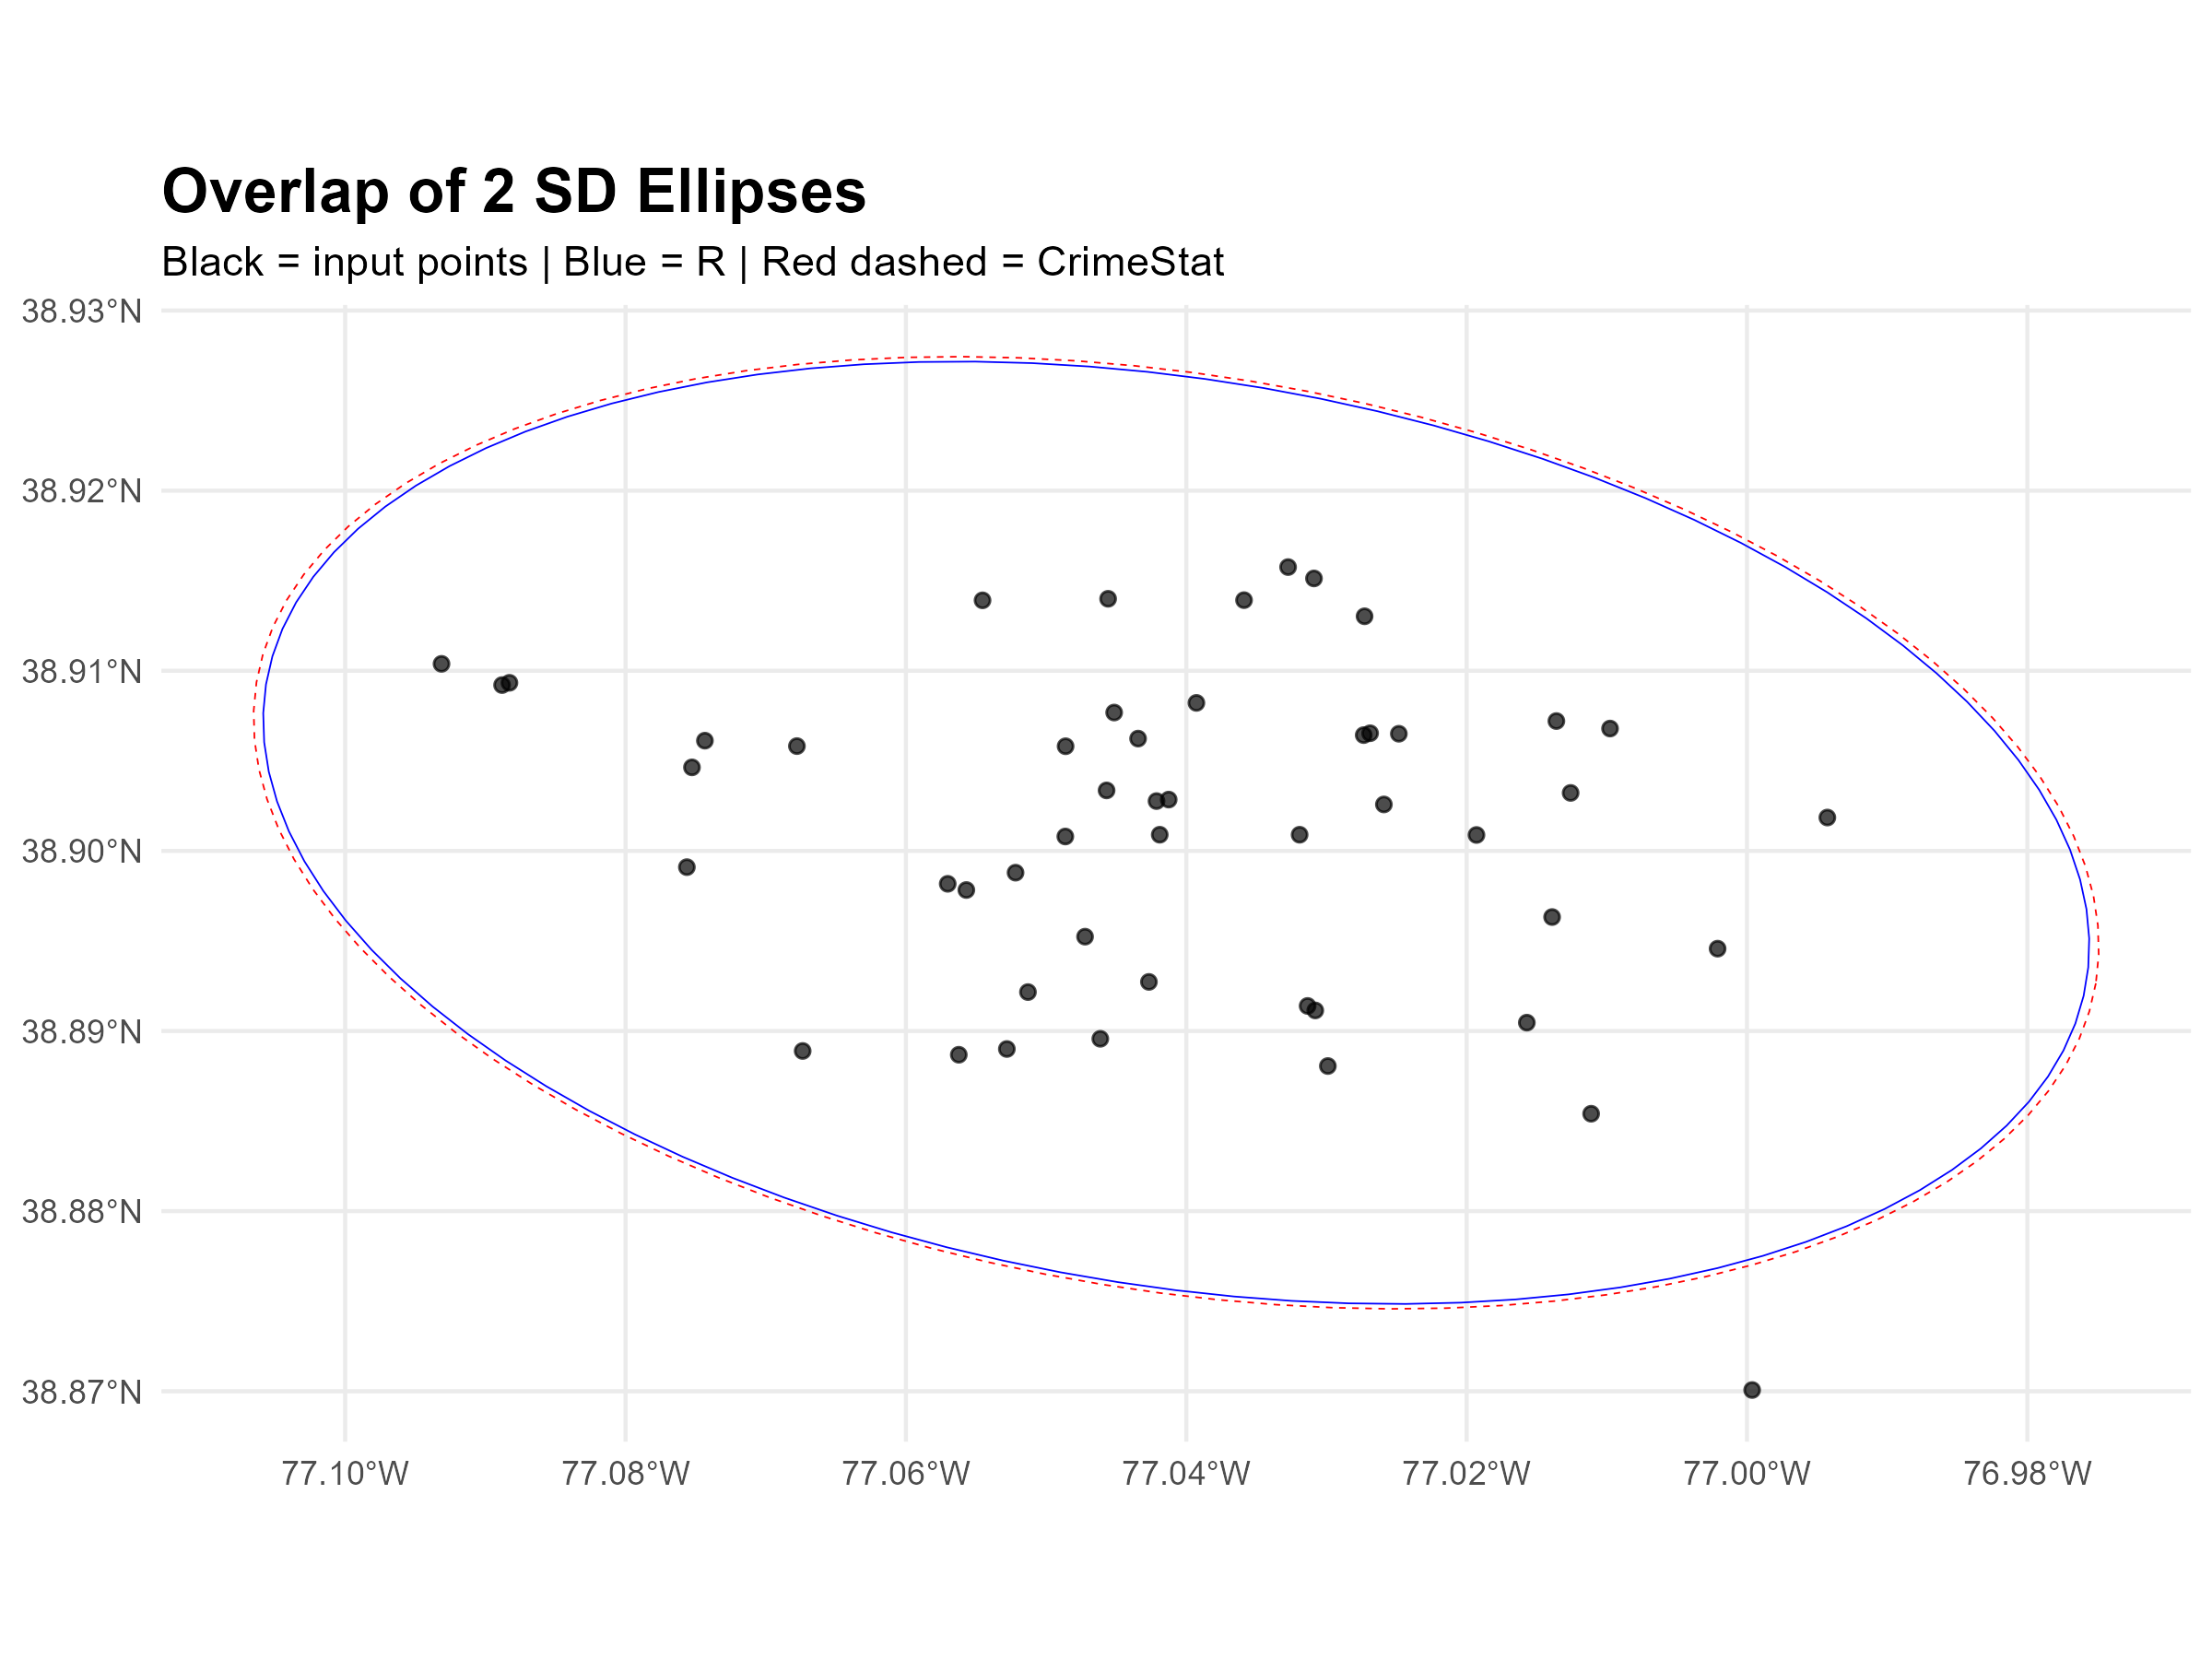 Overlap of 2 SD Ellipses
Black = input points | Blue = R | Red dashed = CrimeStat
38.93°N
38.92°N
38.91°N
38.90°N
38.89°N
38.88°N
38.87°N
77.10°W 77.08°W 77.06°W 77.04°W 77.02°W 77.00°W 76.98°W